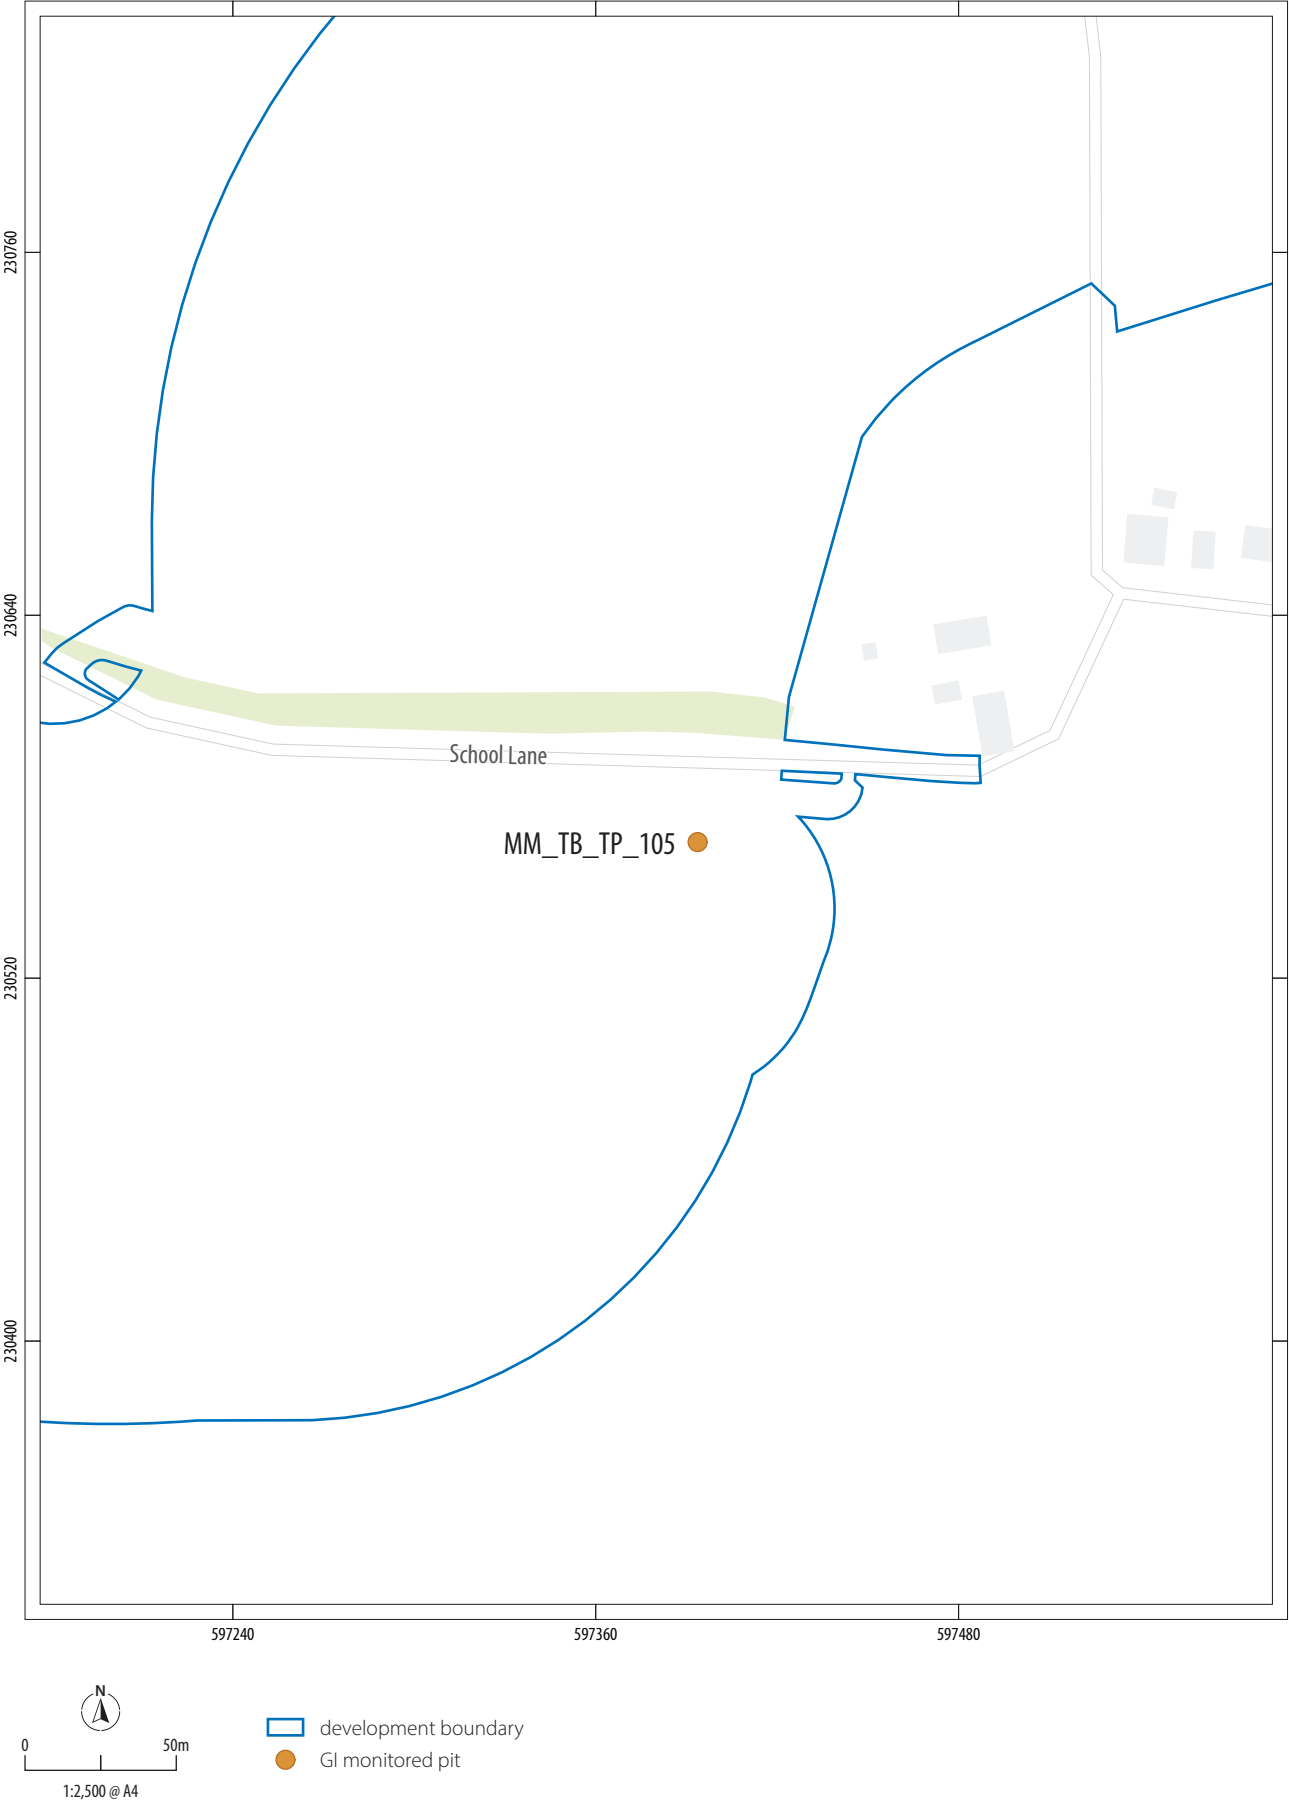 230760
230640
School Lane
MM_TB_TP_105
230520
230400
597240
597360
597480
N
0
50m
1:2,500 @ A4
development boundary
GI monitored pit